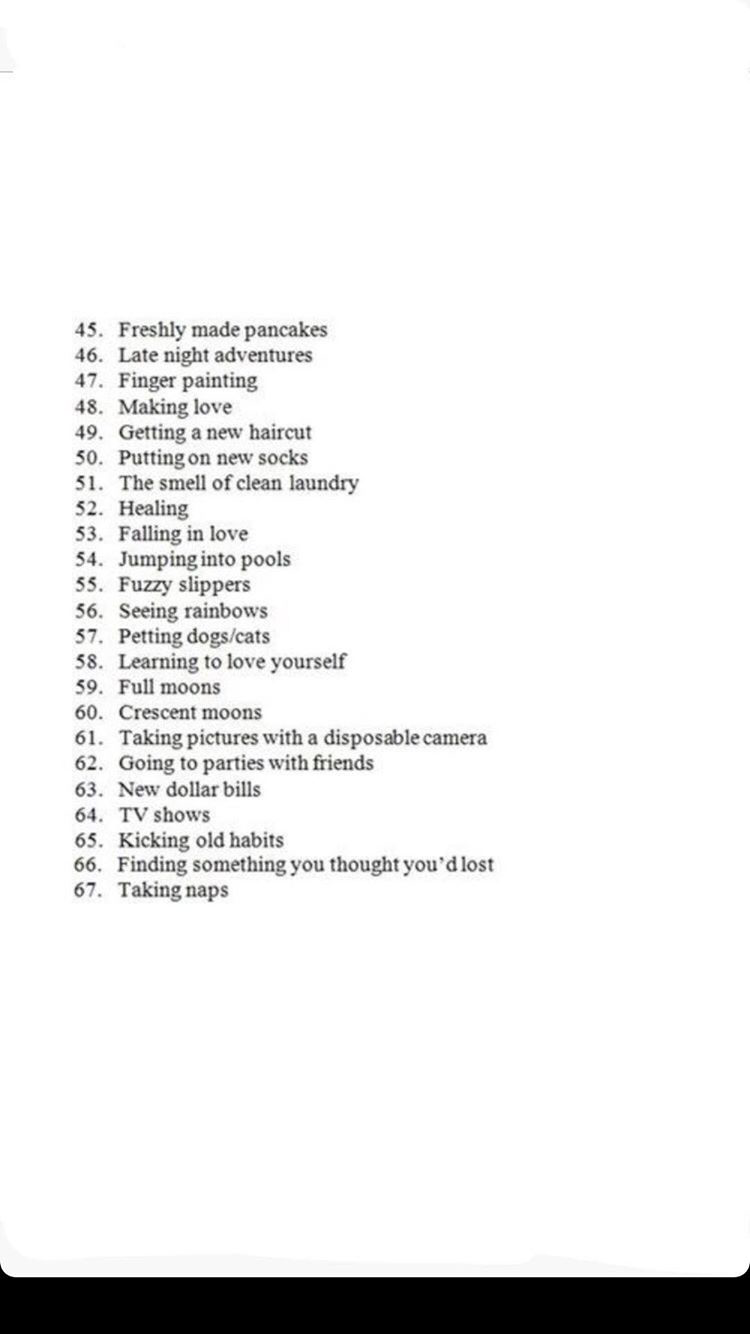 45. Freshly made pancakes
46. Late night adventures
47. Finger painting
48. Making love
49. Getting a new haircut
50. Putting on new socks
51. The smell of clean laundry
52. Healing
53. Falling in love
54. Jumping into pools
55. Fuzzy slippers
56. Seeing rainbows
57. Petting dogs/cats
58. Learning to love yourself
59. Full moons
60. Crescent moons
61. Taking pictures with a disposable camera
62. Going to parties with friends
63. New dollar bills
64. TV shows
65. Kicking old habits
66. Finding something you thought you’d lost
67. Taking naps